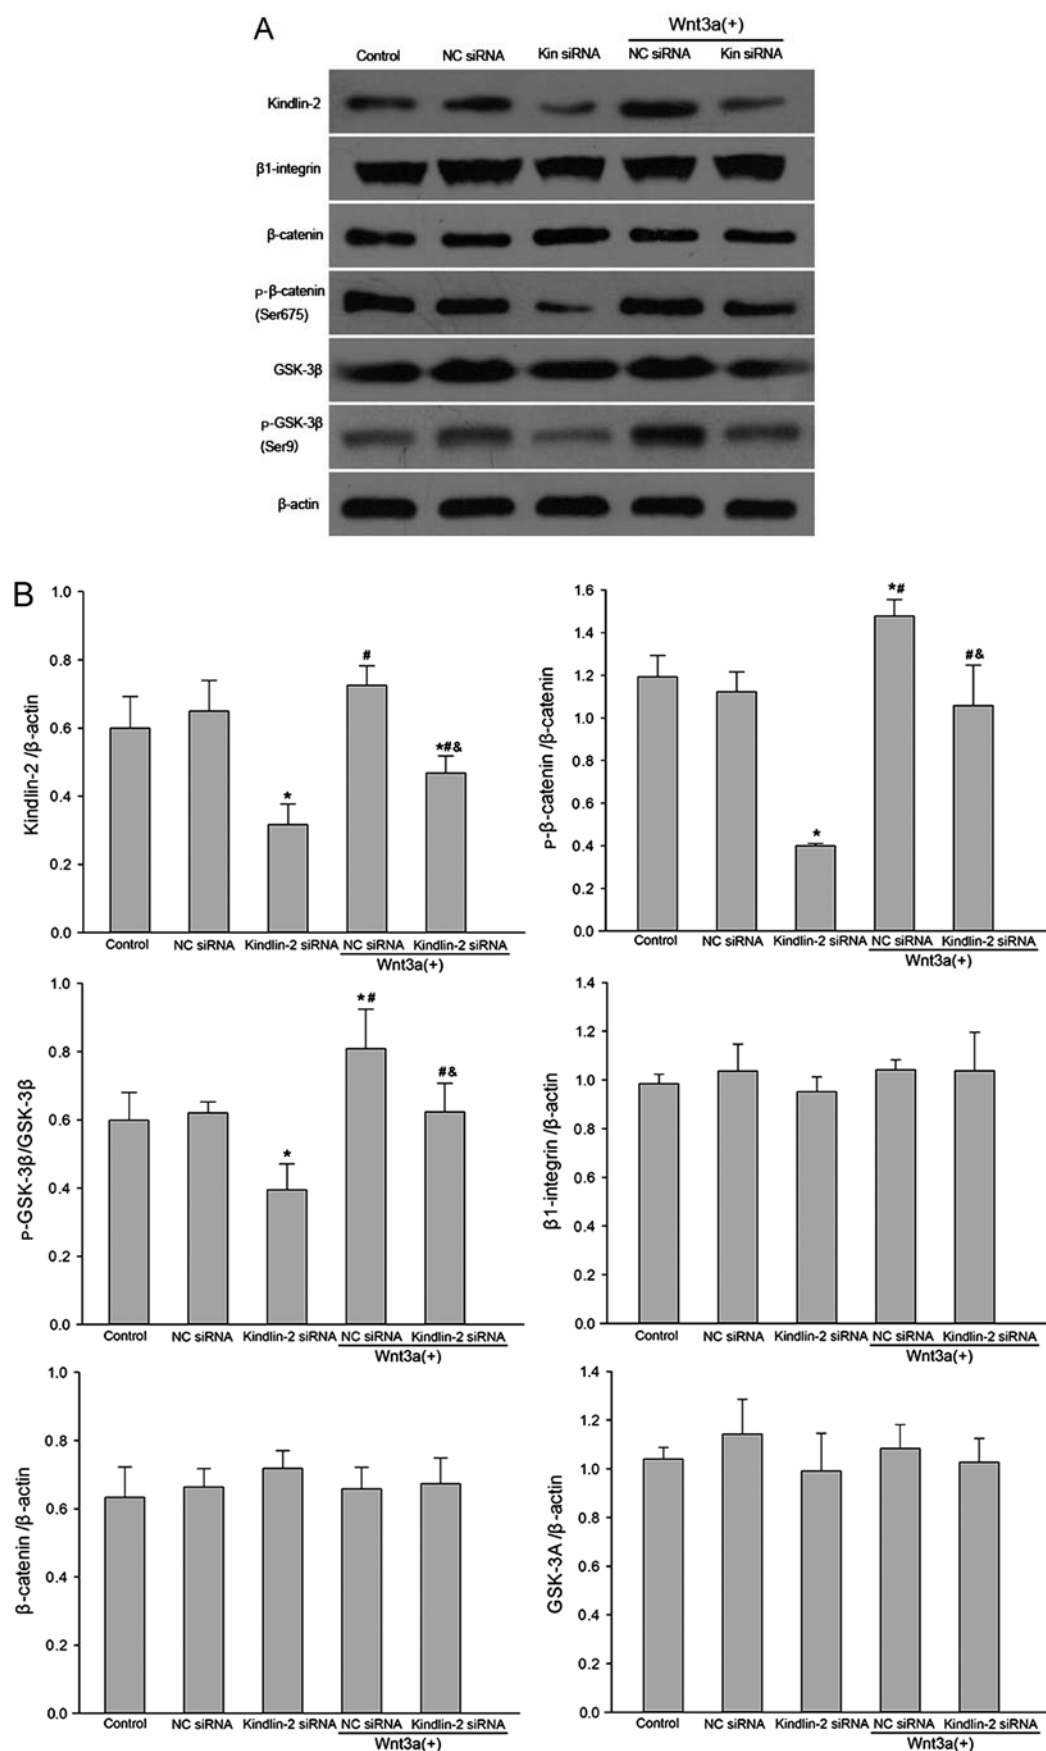 A
Wnt3a(+)
Control NC siRNA Kin siRNA NC siRNA Kin siRNA
Kindlin-2
β1-integrin
β-catenin
p-β-catenin
(Ser675)
GSK-3β
p-GSK-3β
(Ser9)
β-actin
B
Kindlin-2 /β-actin
1.0
0.8
0.6
0.4
0.2
0.0
*
#
*#&
Control NC siRNA Kindlin-2 siRNA NC siRNA Kindlin-2 siRNA
Wnt3a(+)
p-β-catenin /β-catenin
1.6
1.4
1.2
1.0
0.8
0.6
0.4
0.2
0.0
*
*#
#&
Control NC siRNA Kindlin-2 siRNA NC siRNA Kindlin-2 siRNA
Wnt3a(+)
p-GSK-3β/GSK-3β
1.0
0.8
0.6
0.4
0.2
0.0
*
*#
#&
Control NC siRNA Kindlin-2 siRNA NC siRNA Kindlin-2 siRNA
Wnt3a(+)
β1-integrin /β-actin
1.4
1.2
1.0
0.8
0.6
0.4
0.2
0.0
Control NC siRNA Kindlin-2 siRNA NC siRNA Kindlin-2 siRNA
Wnt3a(+)
β-catenin /β-actin
1.0
0.8
0.6
0.4
0.2
0.0
Control NC siRNA Kindlin-2 siRNA NC siRNA Kindlin-2 siRNA
Wnt3a(+)
GSK-3A /β-actin
1.4
1.2
1.0
0.8
0.6
0.4
0.2
0.0
Control NC siRNA Kindlin-2 siRNA NC siRNA Kindlin-2 siRNA
Wnt3a(+)